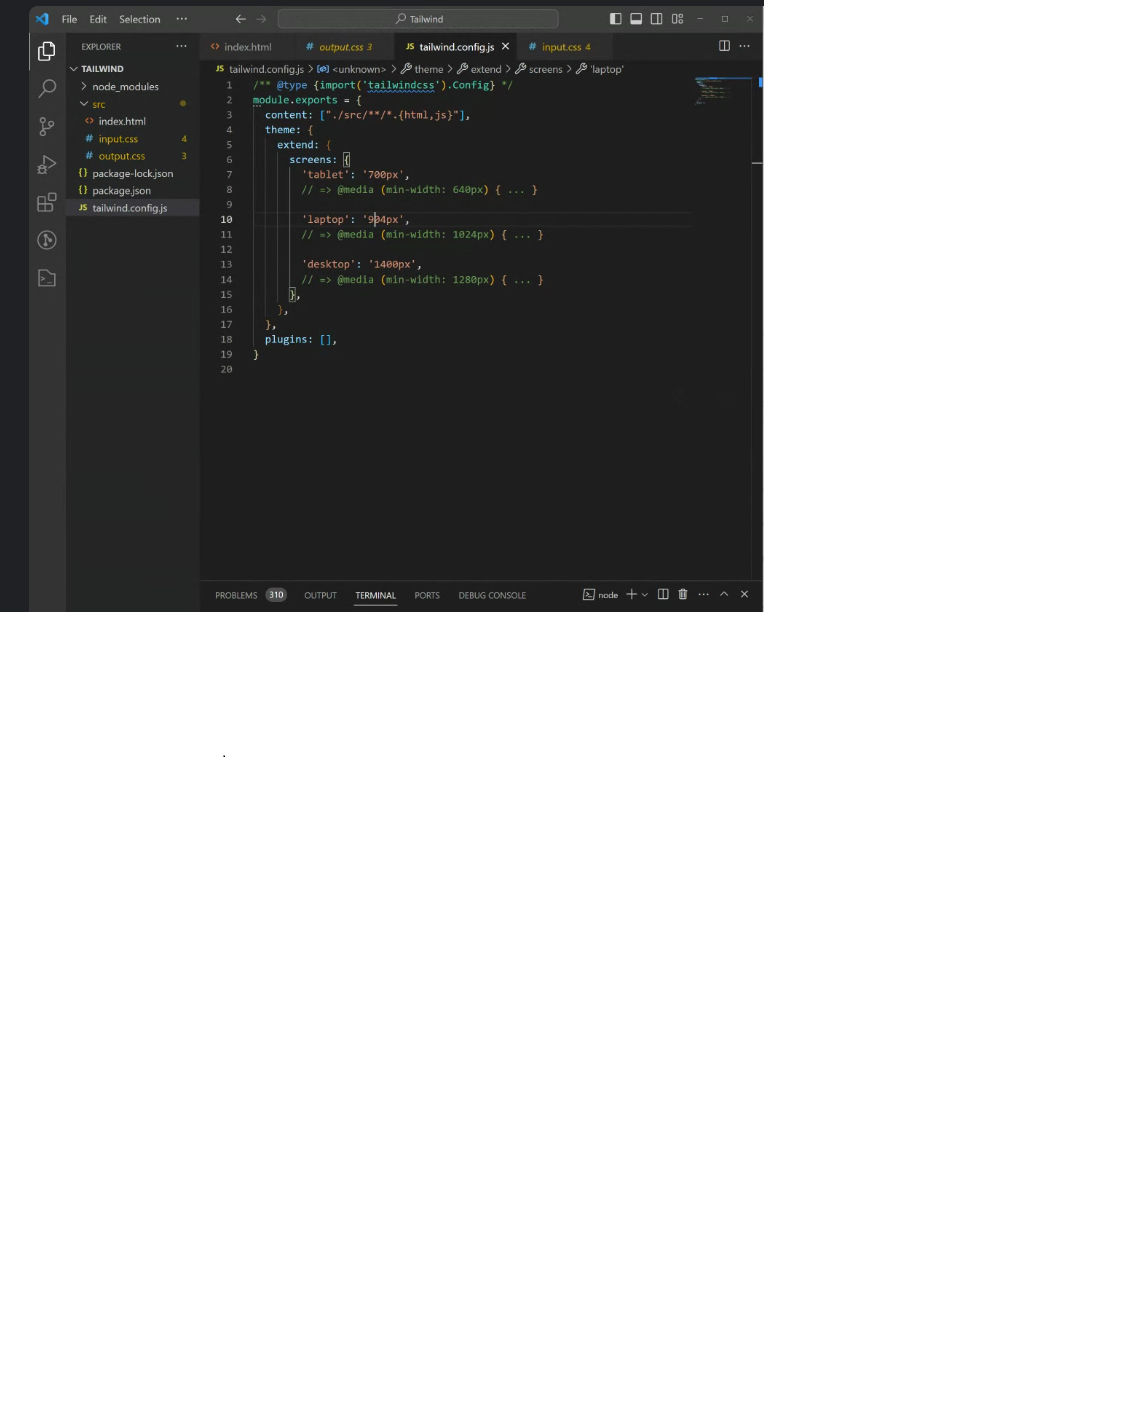 File Edit Selection ··· Tailwind
EXPLORER ···
TAILWIND
node_modules
src
<> index.html
# input.css 4
# output.css 3
{} package-lock.json
{} package.json
JS tailwind.config.js
<> index.html # output.css 3 JS tailwind.config.js # input.css 4 ···
JS tailwind.config.js > <unknown> > theme > extend > screens > 'laptop'
1 /** @type {import('tailwindcss').Config} */
2 module.exports = {
3 content: ["./src/**/*.{html,js}"],
4 theme: {
5 extend: {
6 screens: {
7 'tablet': '700px',
8 // => @media (min-width: 640px) { ... }
9
10 'laptop': '904px',
11 // => @media (min-width: 1024px) { ... }
12
13 'desktop': '1400px',
14 // => @media (min-width: 1280px) { ... }
15 },
16 },
17 },
18 plugins: [],
19 }
20
PROBLEMS 310 OUTPUT TERMINAL PORTS DEBUG CONSOLE node ···
.